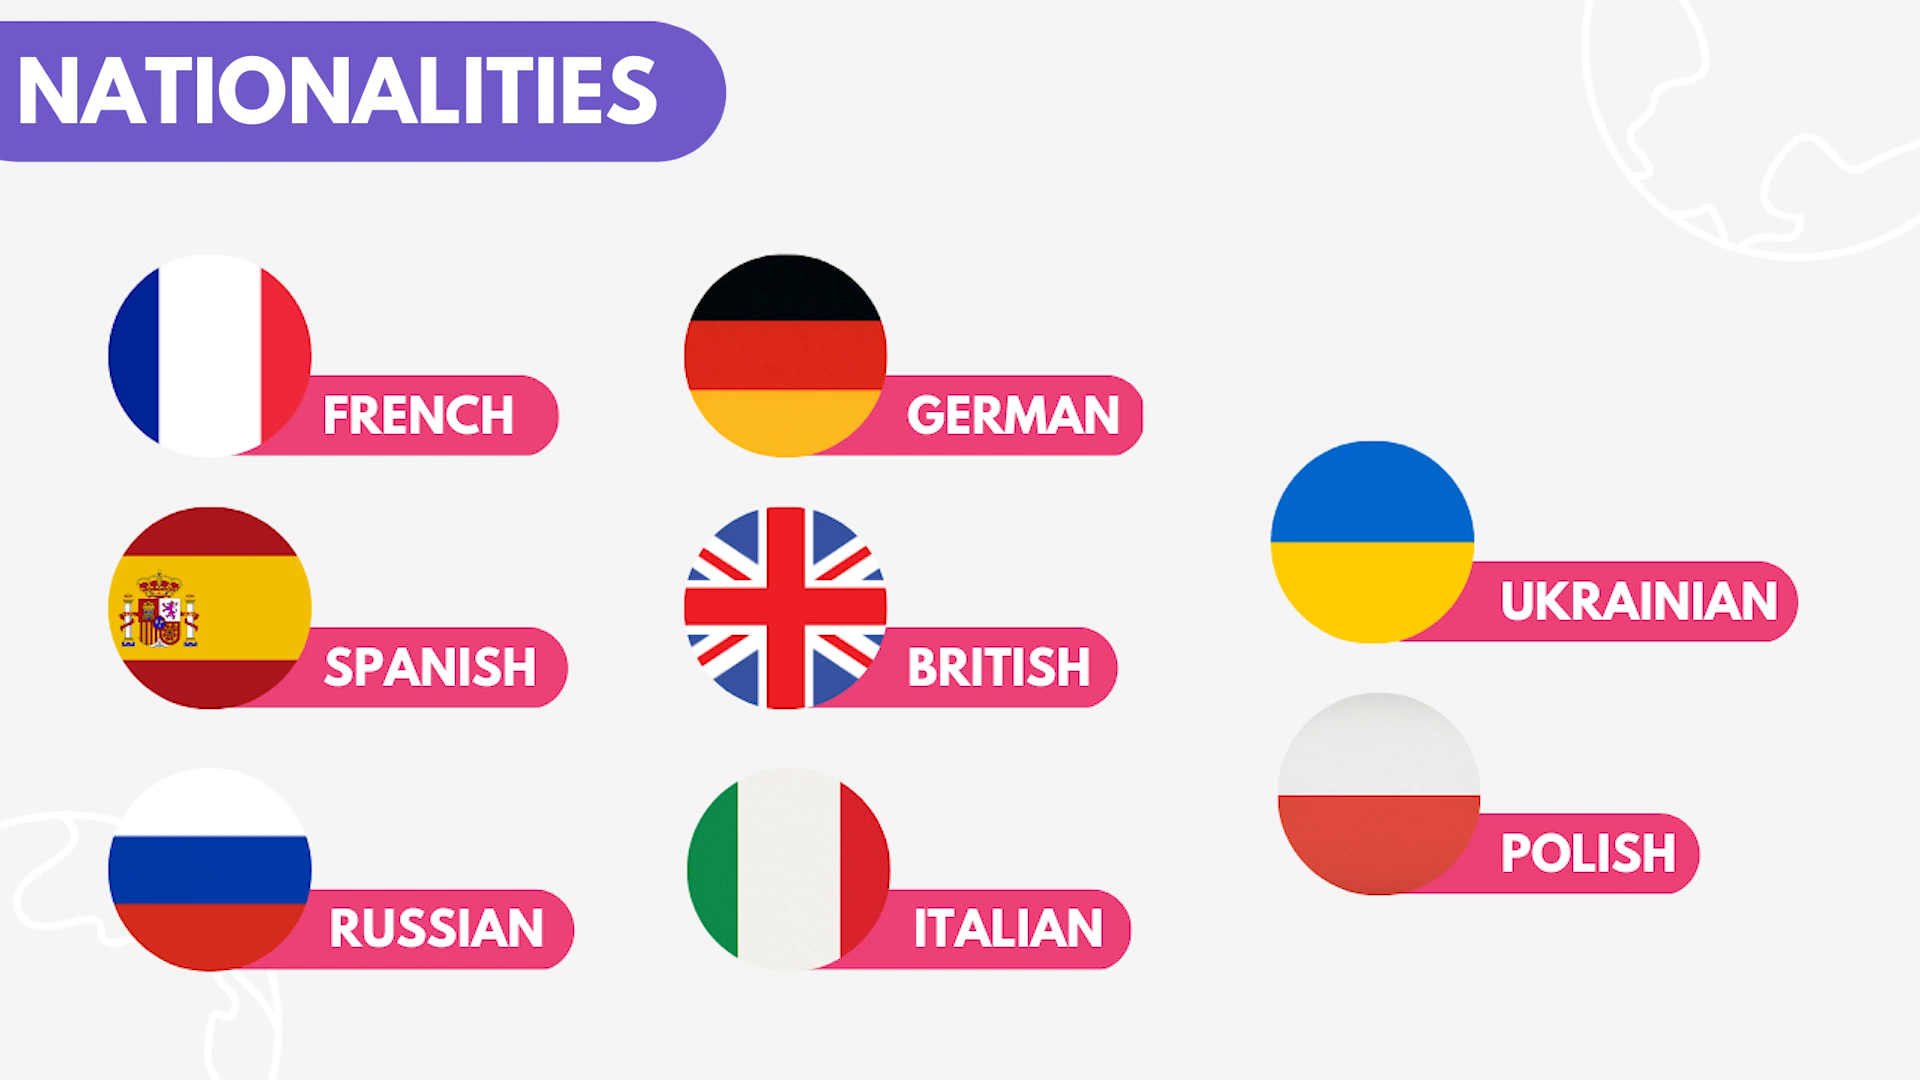 NATIONALITIES
FRENCH
GERMAN
SPANISH
BRITISH
UKRAINIAN
RUSSIAN
ITALIAN
POLISH